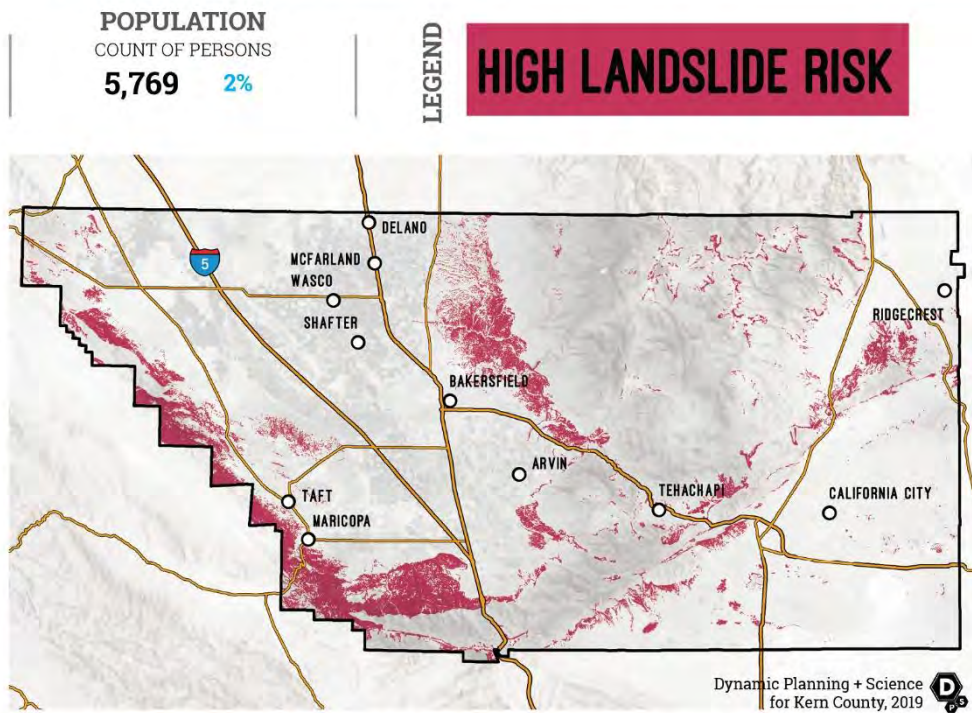 POPULATION
COUNT OF PERSONS
5,769 2%
LEGEND
HIGH LANDSLIDE RISK
DELANO
MCFARLAND
WASCO
5
SHAFTER
RIDGECREST
BAKERSFIELD
ARVIN
TAFT
TEHACHAPI
CALIFORNIA CITY
MARICOPA
Dynamic Planning + Science
for Kern County, 2019
D
P
S